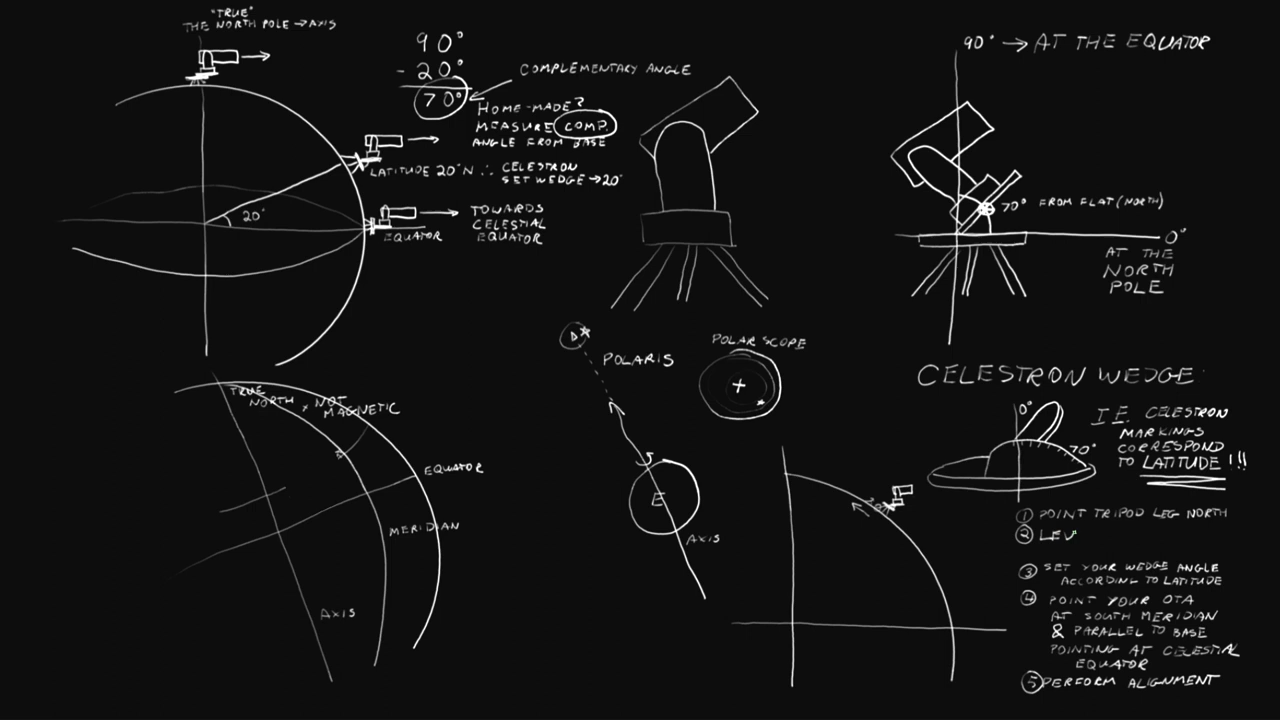 "TRUE"
THE NORTH POLE → AXIS
90°
- 20°
70°
COMPLEMENTARY ANGLE
HOME-MADE?
MEASURE COMP.
ANGLE FROM BASE
LATITUDE 20°N ∴ CELESTRON
SET WEDGE → 20°
20°
TOWARDS
CELESTIAL
EQUATOR
EQUATOR
90° → AT THE EQUATOR
70° FROM FLAT (NORTH)
0°
AT THE
NORTH
POLE
TRUE
NORTH × NOT
MAGNETIC
EQUATOR
MERIDIAN
AXIS
POLARIS
E
AXIS
POLAR SCOPE
CELESTRON WEDGE
0°
70°
I.E. CELESTRON
MARKINGS
CORRESPOND
TO LATITUDE!!!
① POINT TRIPOD LEG NORTH
② LEV
③ SET YOUR WEDGE ANGLE
ACCORDING TO LATITUDE
④ POINT YOUR OTA
AT SOUTH MERIDIAN
& PARALLEL TO BASE
POINTING AT CELESTIAL
EQUATOR
⑤ PERFORM ALIGNMENT